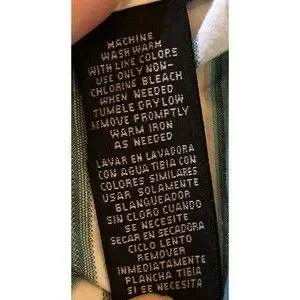 MACHINE
WASH WARM
WITH LIKE COLORS
USE ONLY NON-
CHLORINE BLEACH
WHEN NEEDED
TUMBLE DRY LOW
REMOVE PROMPTLY
WARM IRON
AS NEEDED
LAVAR EN LAVADORA
CON AGUA TIBIA CON
COLORES SIMILARES
USAR SOLAMENTE
BLANQUEADOR
SIN CLORO CUANDO
SE NECESITE
SECAR EN SECADORA
CICLO LENTO
REMOVER
INMEDIATAMENTE
PLANCHA TIBIA
SI SE NECESITE